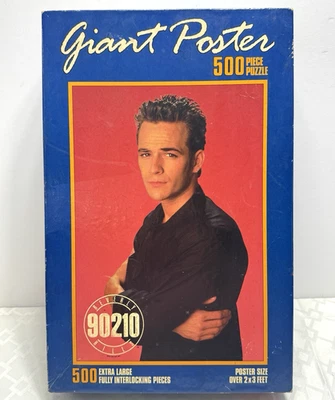 Giant Poster
500 PIECE PUZZLE
BEVERLY
90210
HILLS
500 EXTRA LARGE FULLY INTERLOCKING PIECES
POSTER SIZE
OVER 2x3 FEET